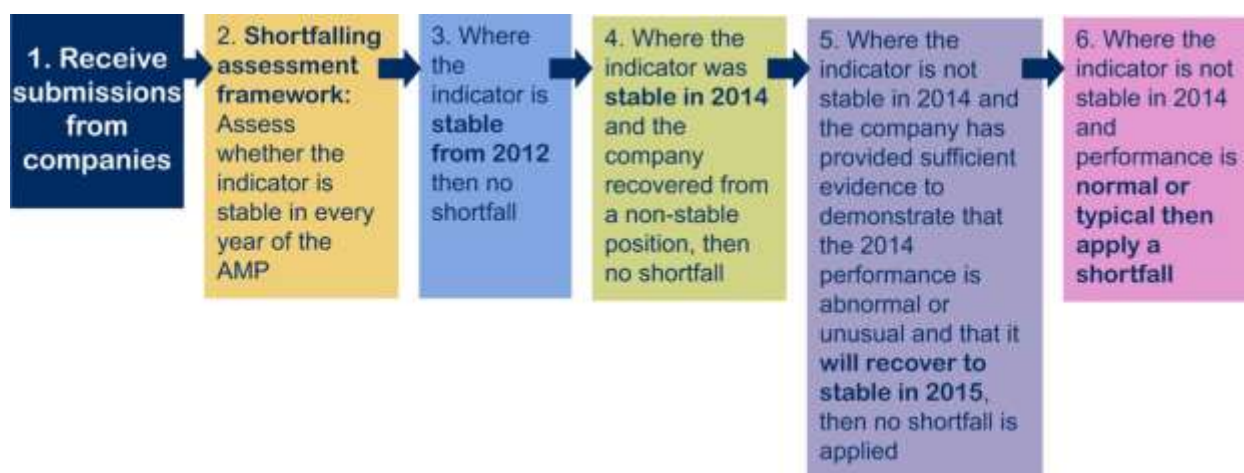 1. Receive
submissions
from
companies
2. Shortfalling
assessment
framework:
Assess
whether the
indicator is
stable in every
year of the
AMP
3. Where
the
indicator is
stable
from 2012
then no
shortfall
4. Where the
indicator was
stable in 2014
and the
company
recovered from
a non-stable
position, then
no shortfall
5. Where the
indicator is not
stable in 2014 and
the company has
provided sufficient
evidence to
demonstrate that
the 2014
performance is
abnormal or
unusual and that it
will recover to
stable in 2015,
then no shortfall is
applied
6. Where the
indicator is not
stable in 2014
and
performance is
normal or
typical then
apply a
shortfall